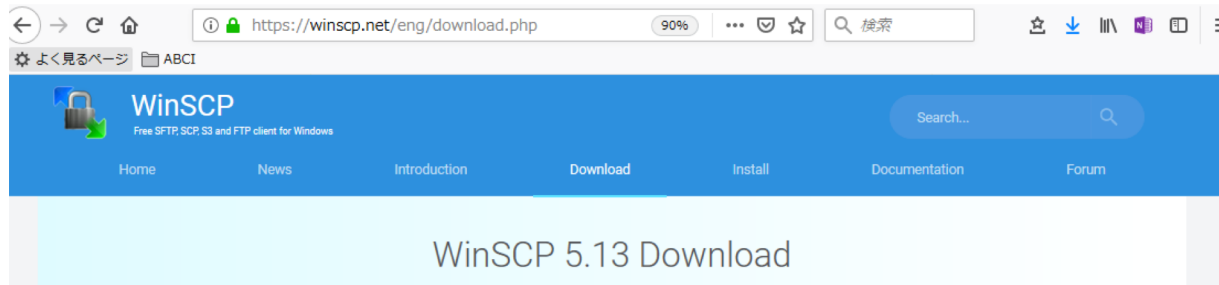 https://winscp.net/eng/download.php 90% 検索
よく見るページ ABCI
WinSCP
Free SFTP, SCP, S3 and FTP client for Windows
Search...
Home News Introduction Download Install Documentation Forum
WinSCP 5.13 Download